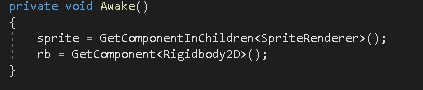 private void Awake()
{
    sprite = GetComponentInChildren<SpriteRenderer>();
    rb = GetComponent<Rigidbody2D>();
}